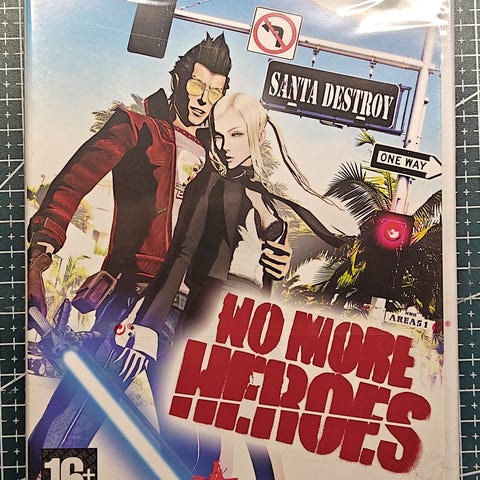 SANTA DESTROY
ONE WAY
AREA51
NO MORE
HEROES
®
16+